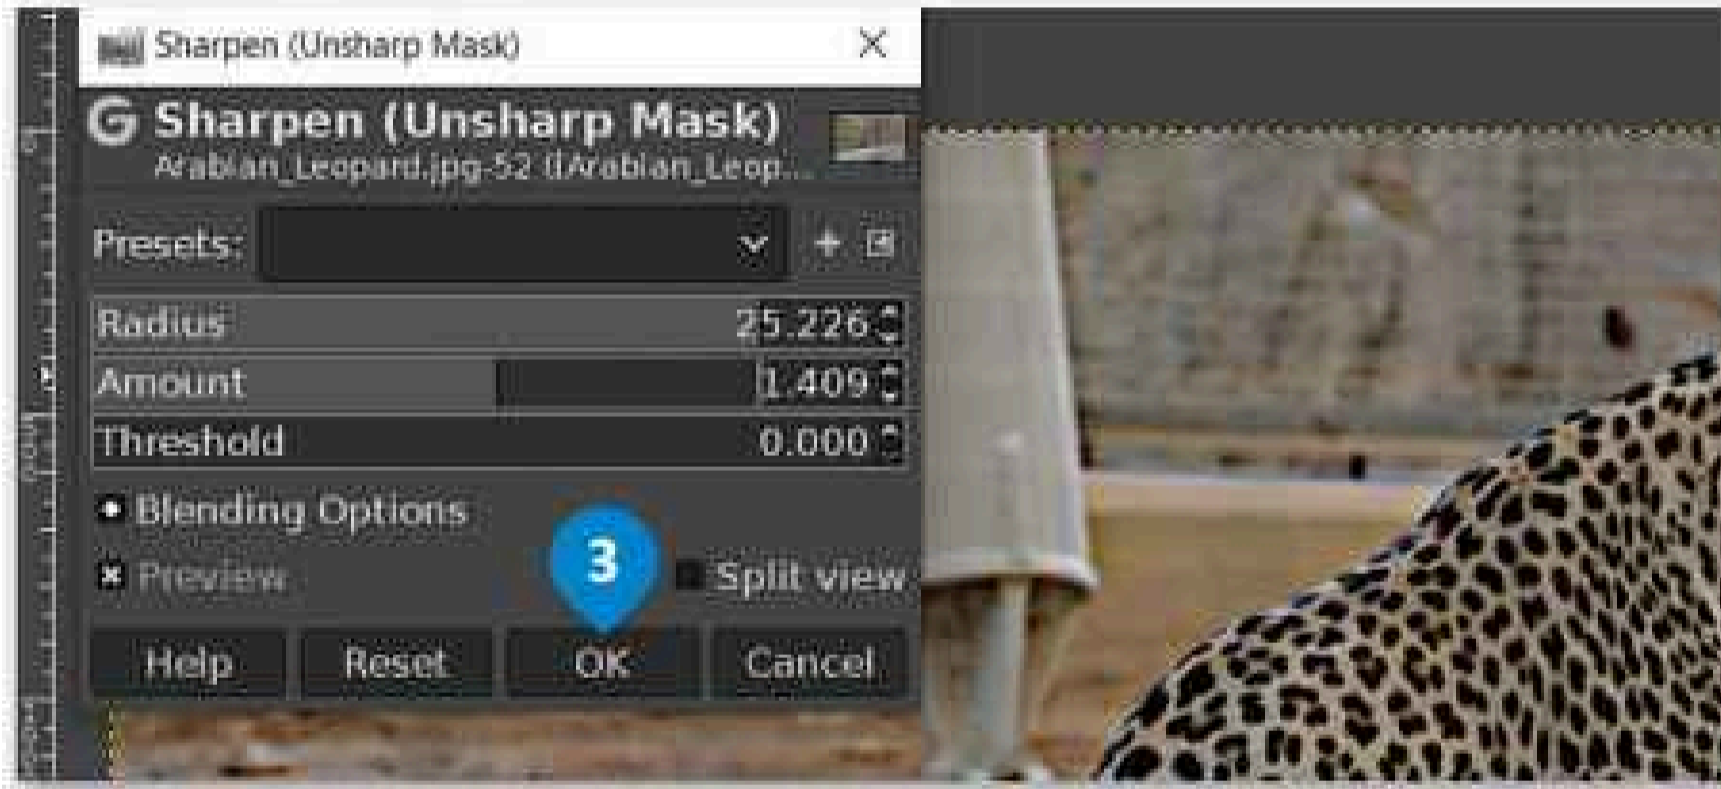 Sharpen (Unsharp Mask)
G Sharpen (Unsharp Mask)
Arabian_Leopard.jpg-52 ([Arabian_Leop...
Presets:
Radius 25.226
Amount 1.409
Threshold 0.000
Blending Options
Preview
3
Split view
Help Reset OK Cancel